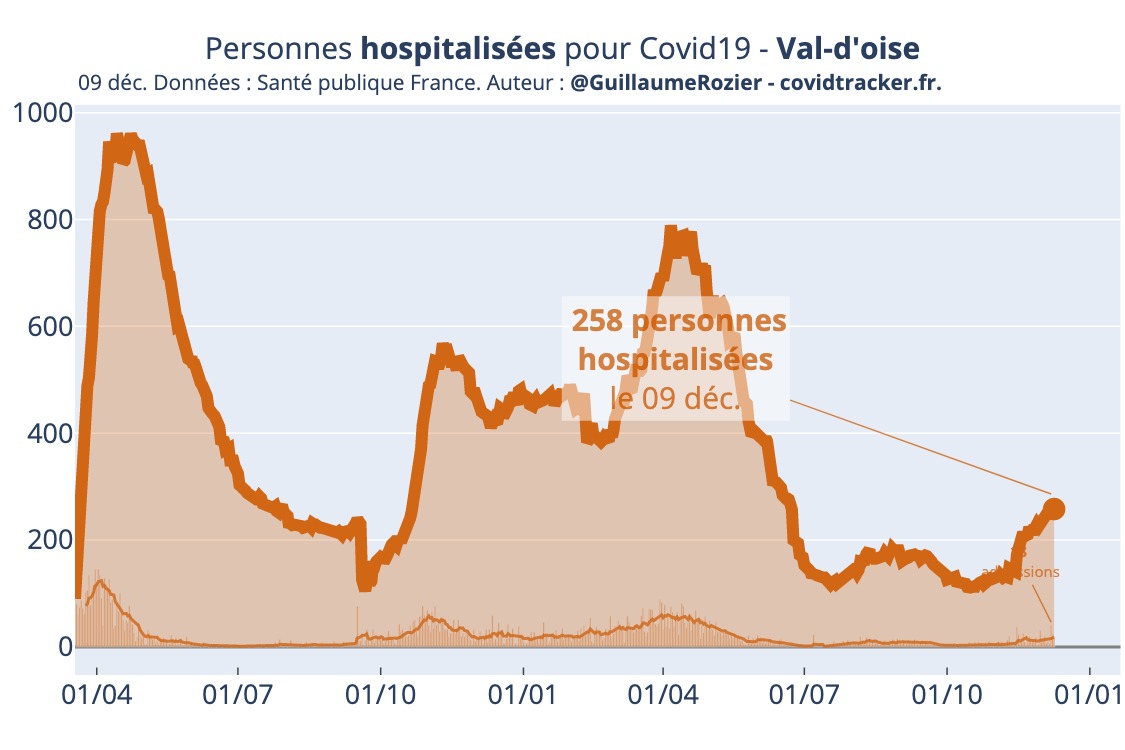 Personnes hospitalisées pour Covid19 - Val-d'oise
09 déc. Données : Santé publique France. Auteur : @GuillaumeRozier - covidtracker.fr.
1000
800
600
400
200
0
258 personnes
hospitalisées
le 09 déc.
admissions
01/04 01/07 01/10 01/01 01/04 01/07 01/10 01/01